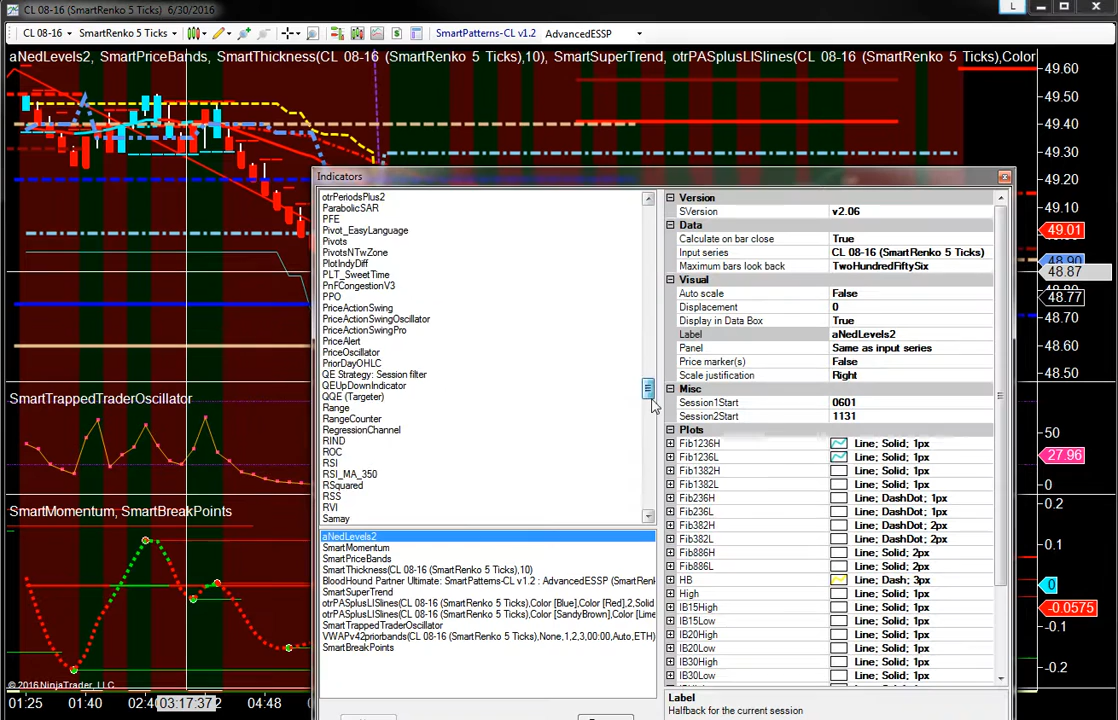 CL 08-16 (SmartRenko 5 Ticks) 6/30/2016
L
CL 08-16 SmartRenko 5 Ticks SmartPatterns-CL v1.2 AdvancedESSP
aNedLevels2, SmartPriceBands, SmartThickness(CL 08-16 (SmartRenko 5 Ticks),10), SmartSuperTrend, otrPASplusLISlines(CL 08-16 (SmartRenko 5 Ticks),Color
49.60
49.50
49.40
49.30
49.20
49.10
49.01
48.90
48.87
48.77
48.70
48.60
48.50
SmartTrappedTraderOscillator
50
27.96
0
SmartMomentum, SmartBreakPoints
0.2
0.1
0
-0.0575
-0.1
-0.2
© 2016 NinjaTrader, LLC
01:25 01:40 02:4 03:17:37 2 04:48
Indicators
otrPeriodsPlus2
ParabolicSAR
PFE
Pivot_EasyLanguage
Pivots
PivotsNTwZone
PlotIndyDiff
PLT_SweetTime
PnFCongestionV3
PPO
PriceActionSwing
PriceActionSwingOscillator
PriceActionSwingPro
PriceAlert
PriceOscillator
PriorDayOHLC
QE Strategy: Session filter
QEUpDownIndicator
QQE (Targeter)
Range
RangeCounter
RegressionChannel
RIND
ROC
RSI
RSI_MA_350
RSquared
RSS
RVI
Samay
aNedLevels2
SmartMomentum
SmartPriceBands
SmartThickness (CL 08-16 (SmartRenko 5 Ticks),10)
BloodHound Partner Ultimate: SmartPatterns-CL v1.2 : AdvancedESSP (SmartRenk
SmartSuperTrend
otrPASplusLISlines(CL 08-16 (SmartRenko 5 Ticks),Color [Blue],Color [Red],2,Solid
otrPASplusLISlines(CL 08-16 (SmartRenko 5 Ticks),Color [SandyBrown],Color [Lime
SmartTrappedTraderOscillator
VWAPv42priorbands(CL 08-16 (SmartRenko 5 Ticks),None,1,2,3,00:00,Auto,ETH)
SmartBreakPoints
Version
SVersion v2.06
Data
Calculate on bar close True
Input series CL 08-16 (SmartRenko 5 Ticks)
Maximum bars look back TwoHundredFiftySix
Visual
Auto scale False
Displacement 0
Display in Data Box True
Label aNedLevels2
Panel Same as input series
Price marker(s) False
Scale justification Right
Misc
Session1Start 0601
Session2Start 1131
Plots
Fib1236H Line; Solid; 1px
Fib1236L Line; Solid; 1px
Fib1382H Line; Solid; 1px
Fib1382L Line; Solid; 1px
Fib236H Line; DashDot; 1px
Fib236L Line; DashDot; 1px
Fib382H Line; DashDot; 2px
Fib382L Line; DashDot; 2px
Fib886H Line; Solid; 2px
Fib886L Line; Solid; 2px
HB Line; Dash; 3px
High Line; Solid; 1px
IB15High Line; Solid; 1px
IB15Low Line; Solid; 1px
IB20High Line; Solid; 1px
IB20Low Line; Solid; 1px
IB30High Line; Solid; 1px
IB30Low Line; Solid; 1px
Label
Halfback for the current session